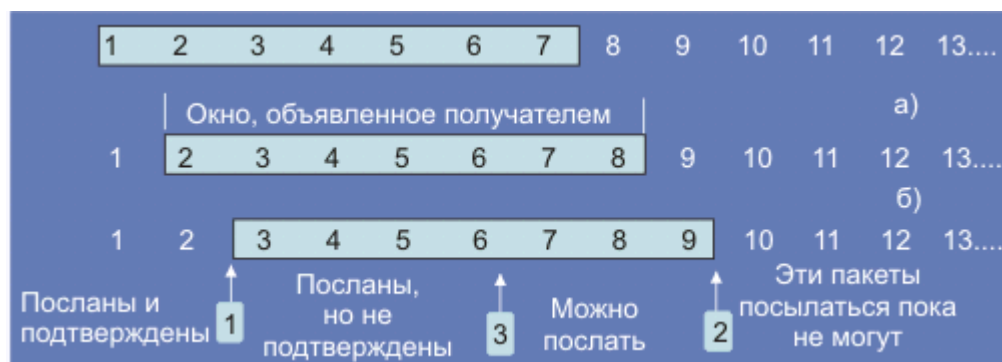 1 2 3 4 5 6 7 8 9 10 11 12 13....
а)
Окно, объявленное получателем
1 2 3 4 5 6 7 8 9 10 11 12 13....
б)
1 2 3 4 5 6 7 8 9 10 11 12 13....
Посланы и
подтверждены
1
Посланы,
но не
подтверждены
3
Можно
послать
2
Эти пакеты
посылаться пока
не могут